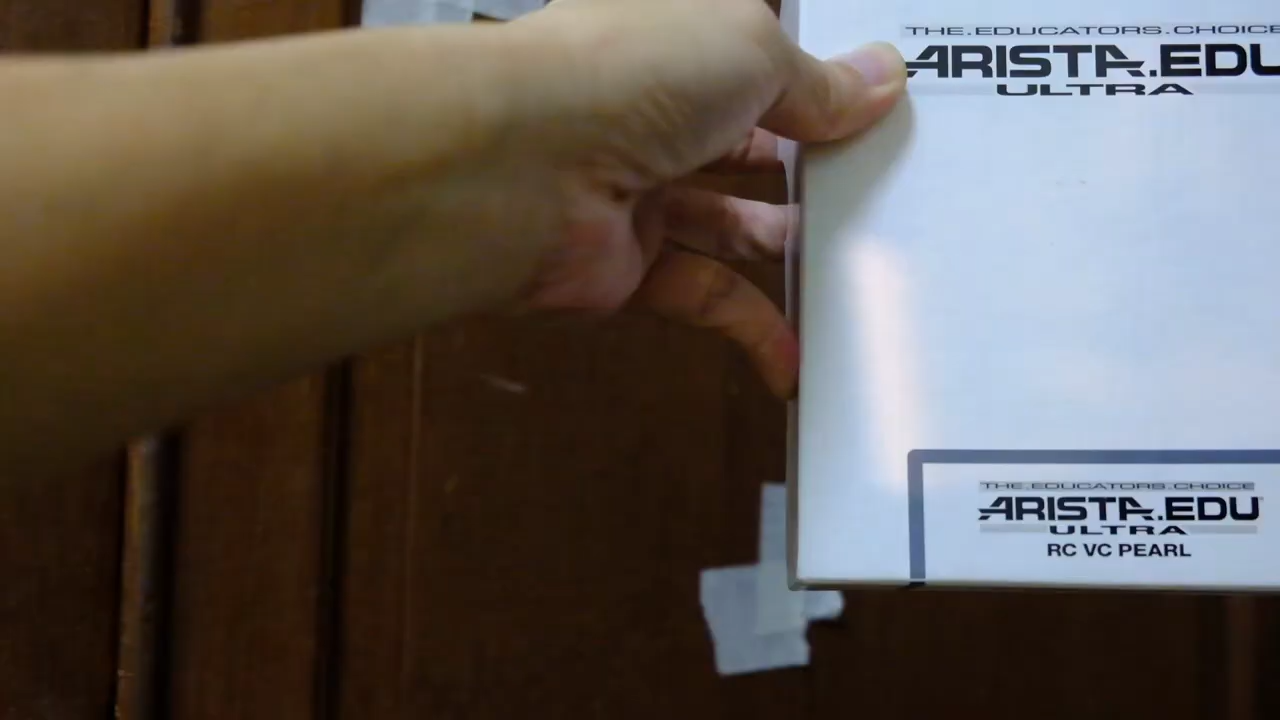 THE.EDUCATORS.CHOICE
ARISTA.EDU
ULTRA
THE.EDUCATORS.CHOICE
ARISTA.EDU
ULTRA
RC VC PEARL